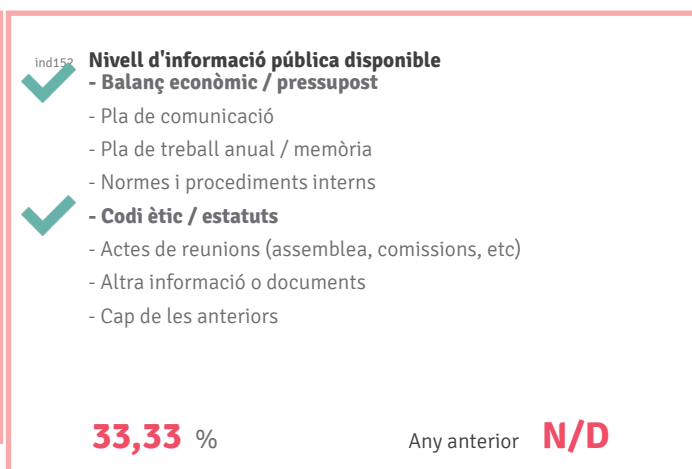 ind152 Nivell d'informació pública disponible
- Balanç econòmic / pressupost
- Pla de comunicació
- Pla de treball anual / memòria
- Normes i procediments interns
- Codi ètic / estatuts
- Actes de reunions (assemblea, comissions, etc)
- Altra informació o documents
- Cap de les anteriors
33,33 % Any anterior N/D